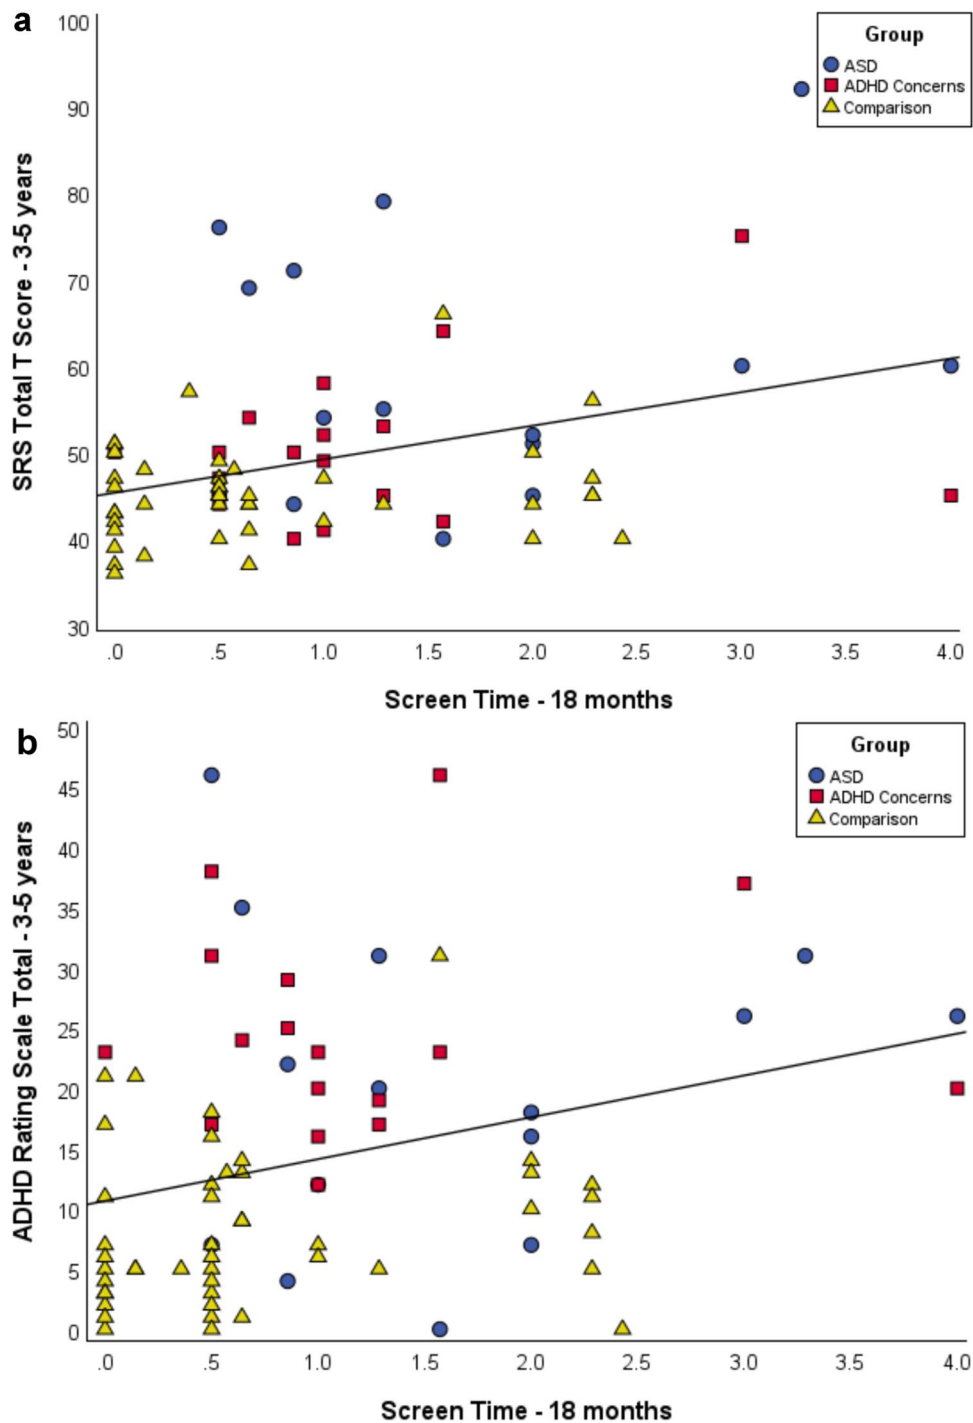 a
100
90
80
70
60
50
40
30
SRS Total T Score - 3-5 years
Group
ASD
ADHD Concerns
Comparison
.0 .5 1.0 1.5 2.0 2.5 3.0 3.5 4.0
Screen Time - 18 months
b
50
45
40
35
30
25
20
15
10
5
0
ADHD Rating Scale Total - 3-5 years
Group
ASD
ADHD Concerns
Comparison
.0 .5 1.0 1.5 2.0 2.5 3.0 3.5 4.0
Screen Time - 18 months